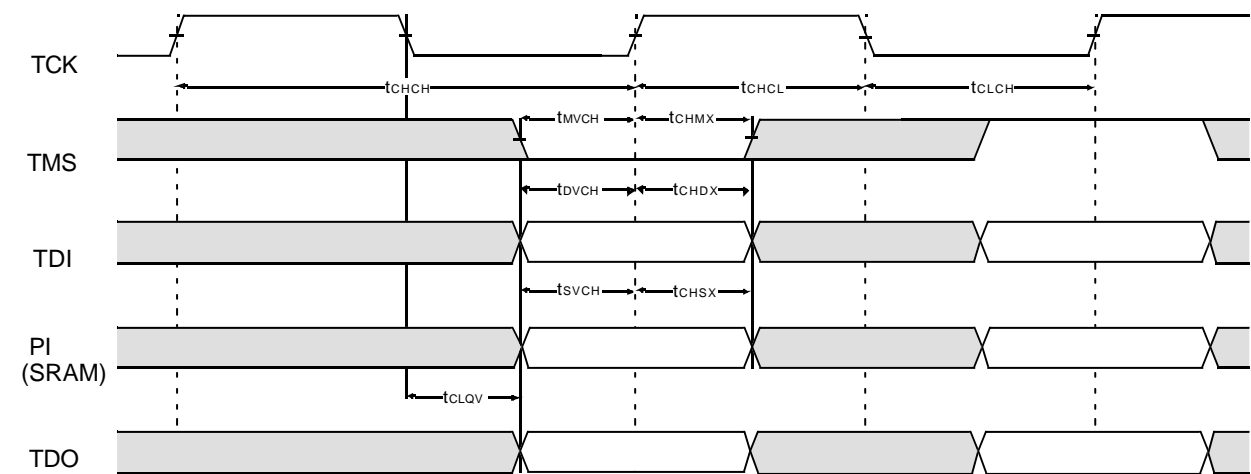 TCK
tCHCH tCHCL tCLCH
tMVCH tCHMX
TMS
tDVCH tCHDX
TDI
tSVCH tCHSX
PI
(SRAM)
tCLQV
TDO